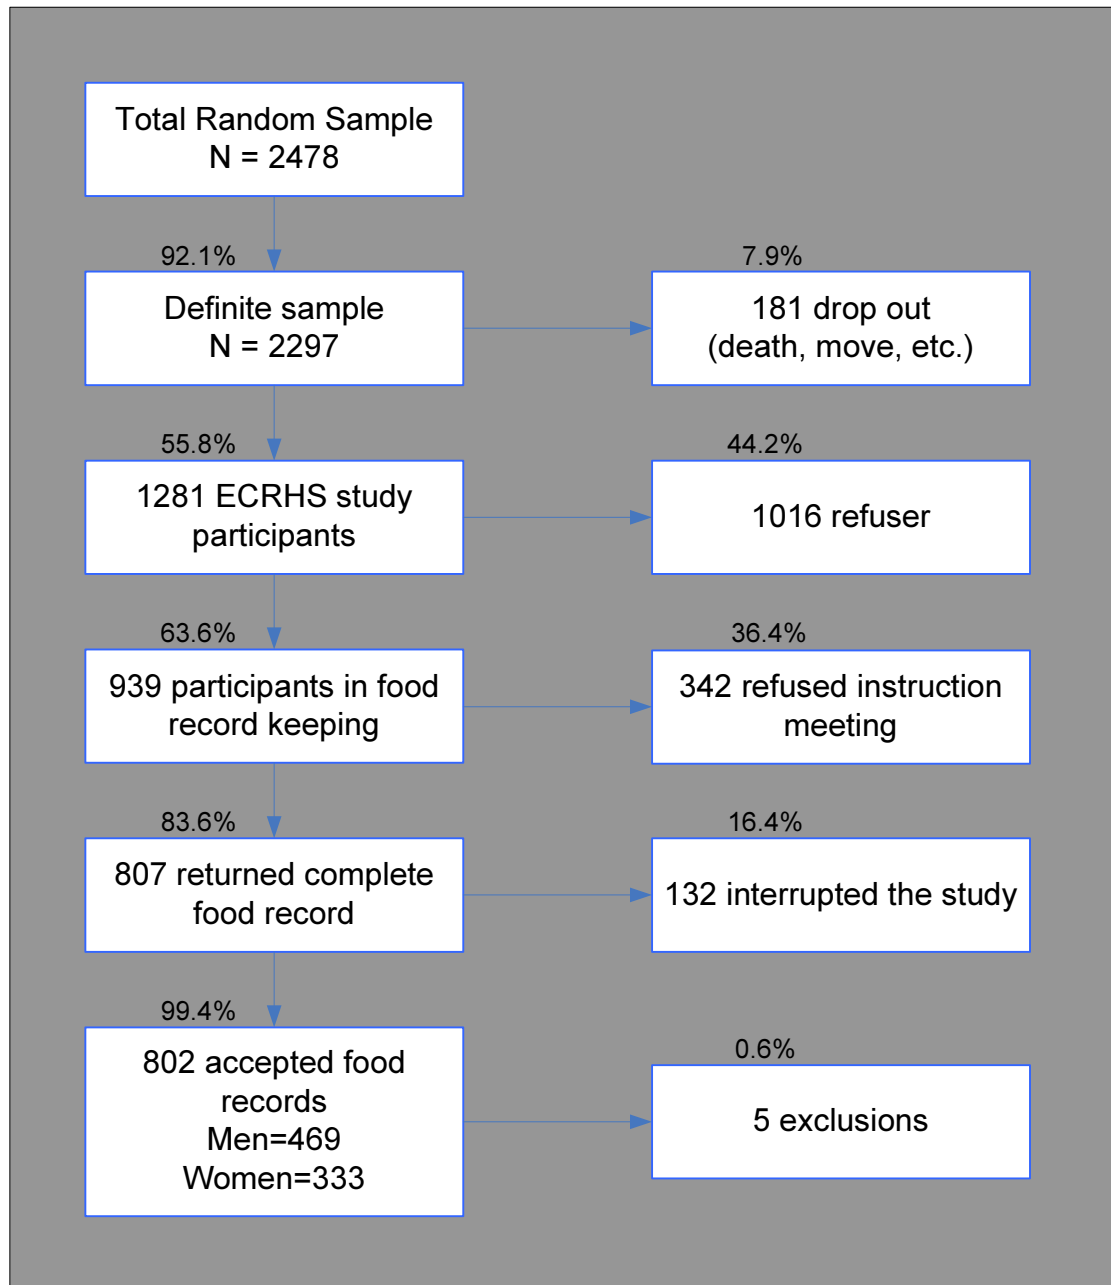 Total Random Sample
N = 2478
92.1%
7.9%
Definite sample
N = 2297
181 drop out
(death, move, etc.)
55.8%
44.2%
1281 ECRHS study
participants
1016 refuser
63.6%
36.4%
939 participants in food
record keeping
342 refused instruction
meeting
83.6%
16.4%
807 returned complete
food record
132 interrupted the study
99.4%
0.6%
802 accepted food
records
Men=469
Women=333
5 exclusions